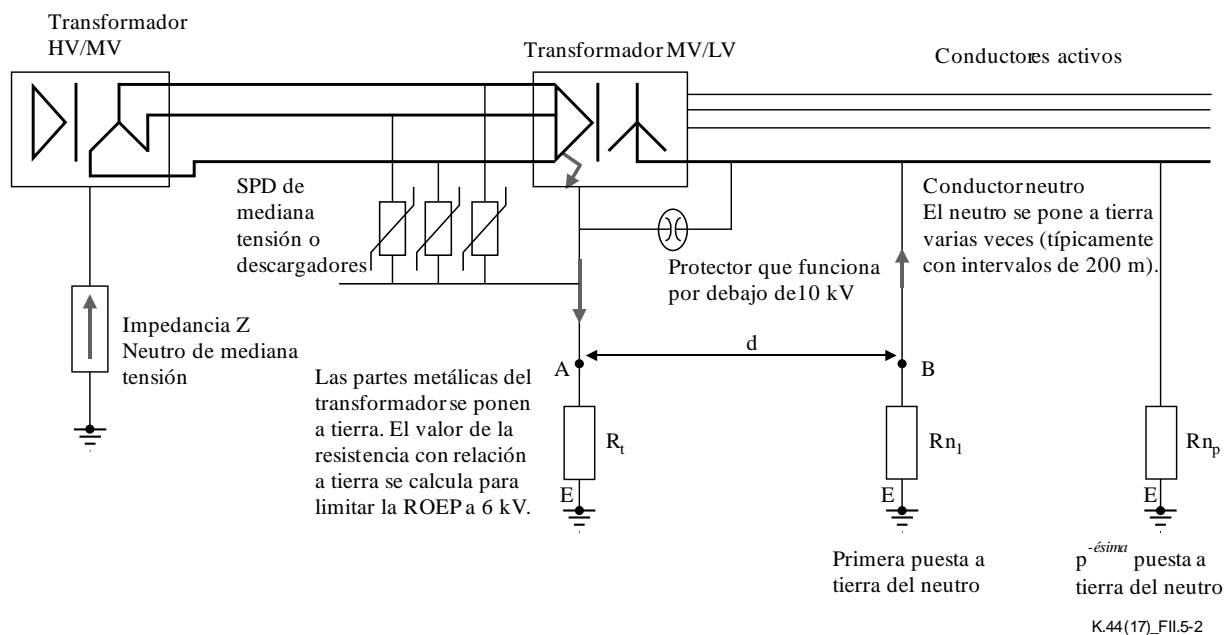 Transformador
HV/MV
Transformador MV/LV
Conductores activos
SPD de
mediana
tensión o
descargadores
Conductor neutro
El neutro se pone a tierra
varias veces (típicamente
con intervalos de 200 m).
Protector que funciona
por debajo de10 kV
Impedancia Z
Neutro de mediana
tensión
d
A
B
Las partes metálicas del
transformador se ponen
a tierra. El valor de la
resistencia con relación
a tierra se calcula para
limitar la ROEP a 6 kV.
Rt
Rn1
Rnp
E
E
E
Primera puesta a
tierra del neutro
p-ésima puesta a
tierra del neutro
K.44(17)_FII.5-2